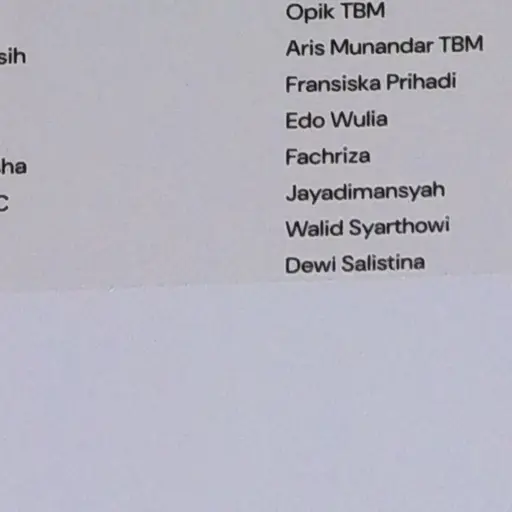 Opik TBM
Aris Munandar TBM
Fransiska Prihadi
Edo Wulia
Fachriza
Jayadimansyah
Walid Syarthowi
Dewi Salistina
sih
ha
C